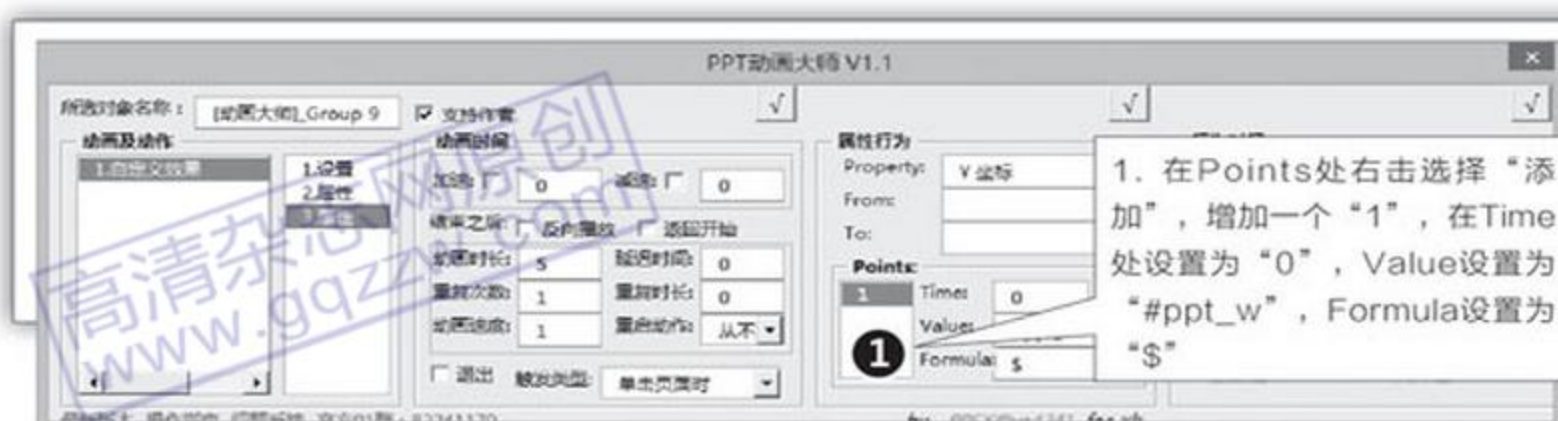 PPT动画大师 V1.1
×
所选对象名称： [动画大师]_Group 9 支持作者 √ √ √
动画及动作 动画时间 属性行为
1.自定义效果 1.设置 加速: 0 减速: 0 Property: Y 坐标
2.属性 From:
结束之后: 反向播放 返回开始 To:
动画时长: 5 延迟时间: 0 Points:
重复次数: 1 重复时长: 0 1 Time: 0
动画速度: 1 重启动作: 从不 Value:
1 Formula: $
退出 触发类型: 单击页面时
1. 在Points处右击选择“添
加”，增加一个“1”，在Time
处设置为“0”，Value设置为
“#ppt_w”，Formula设置为
“$”
高清杂志网原创
www.gqzzw.com